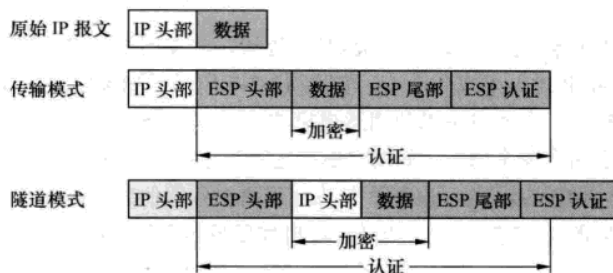 原始 IP 报文 IP 头部 数据
传输模式 IP 头部 ESP 头部 数据 ESP 尾部 ESP 认证
加密
认证
隧道模式 IP 头部 ESP 头部 IP 头部 数据 ESP 尾部 ESP 认证
加密
认证